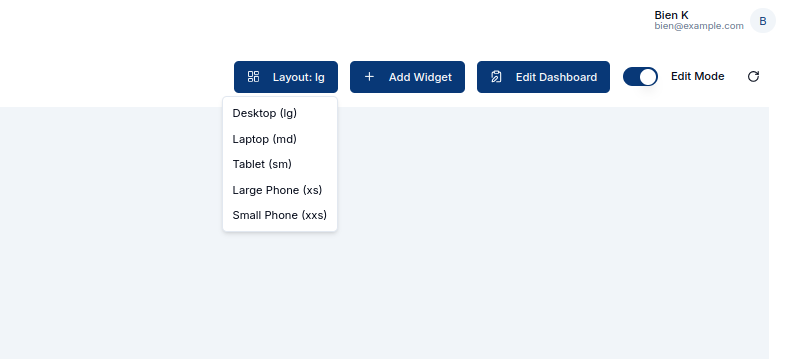 Bien K
bien@example.com
B
Layout: lg
Add Widget
Edit Dashboard
Edit Mode
Desktop (lg)
Laptop (md)
Tablet (sm)
Large Phone (xs)
Small Phone (xxs)